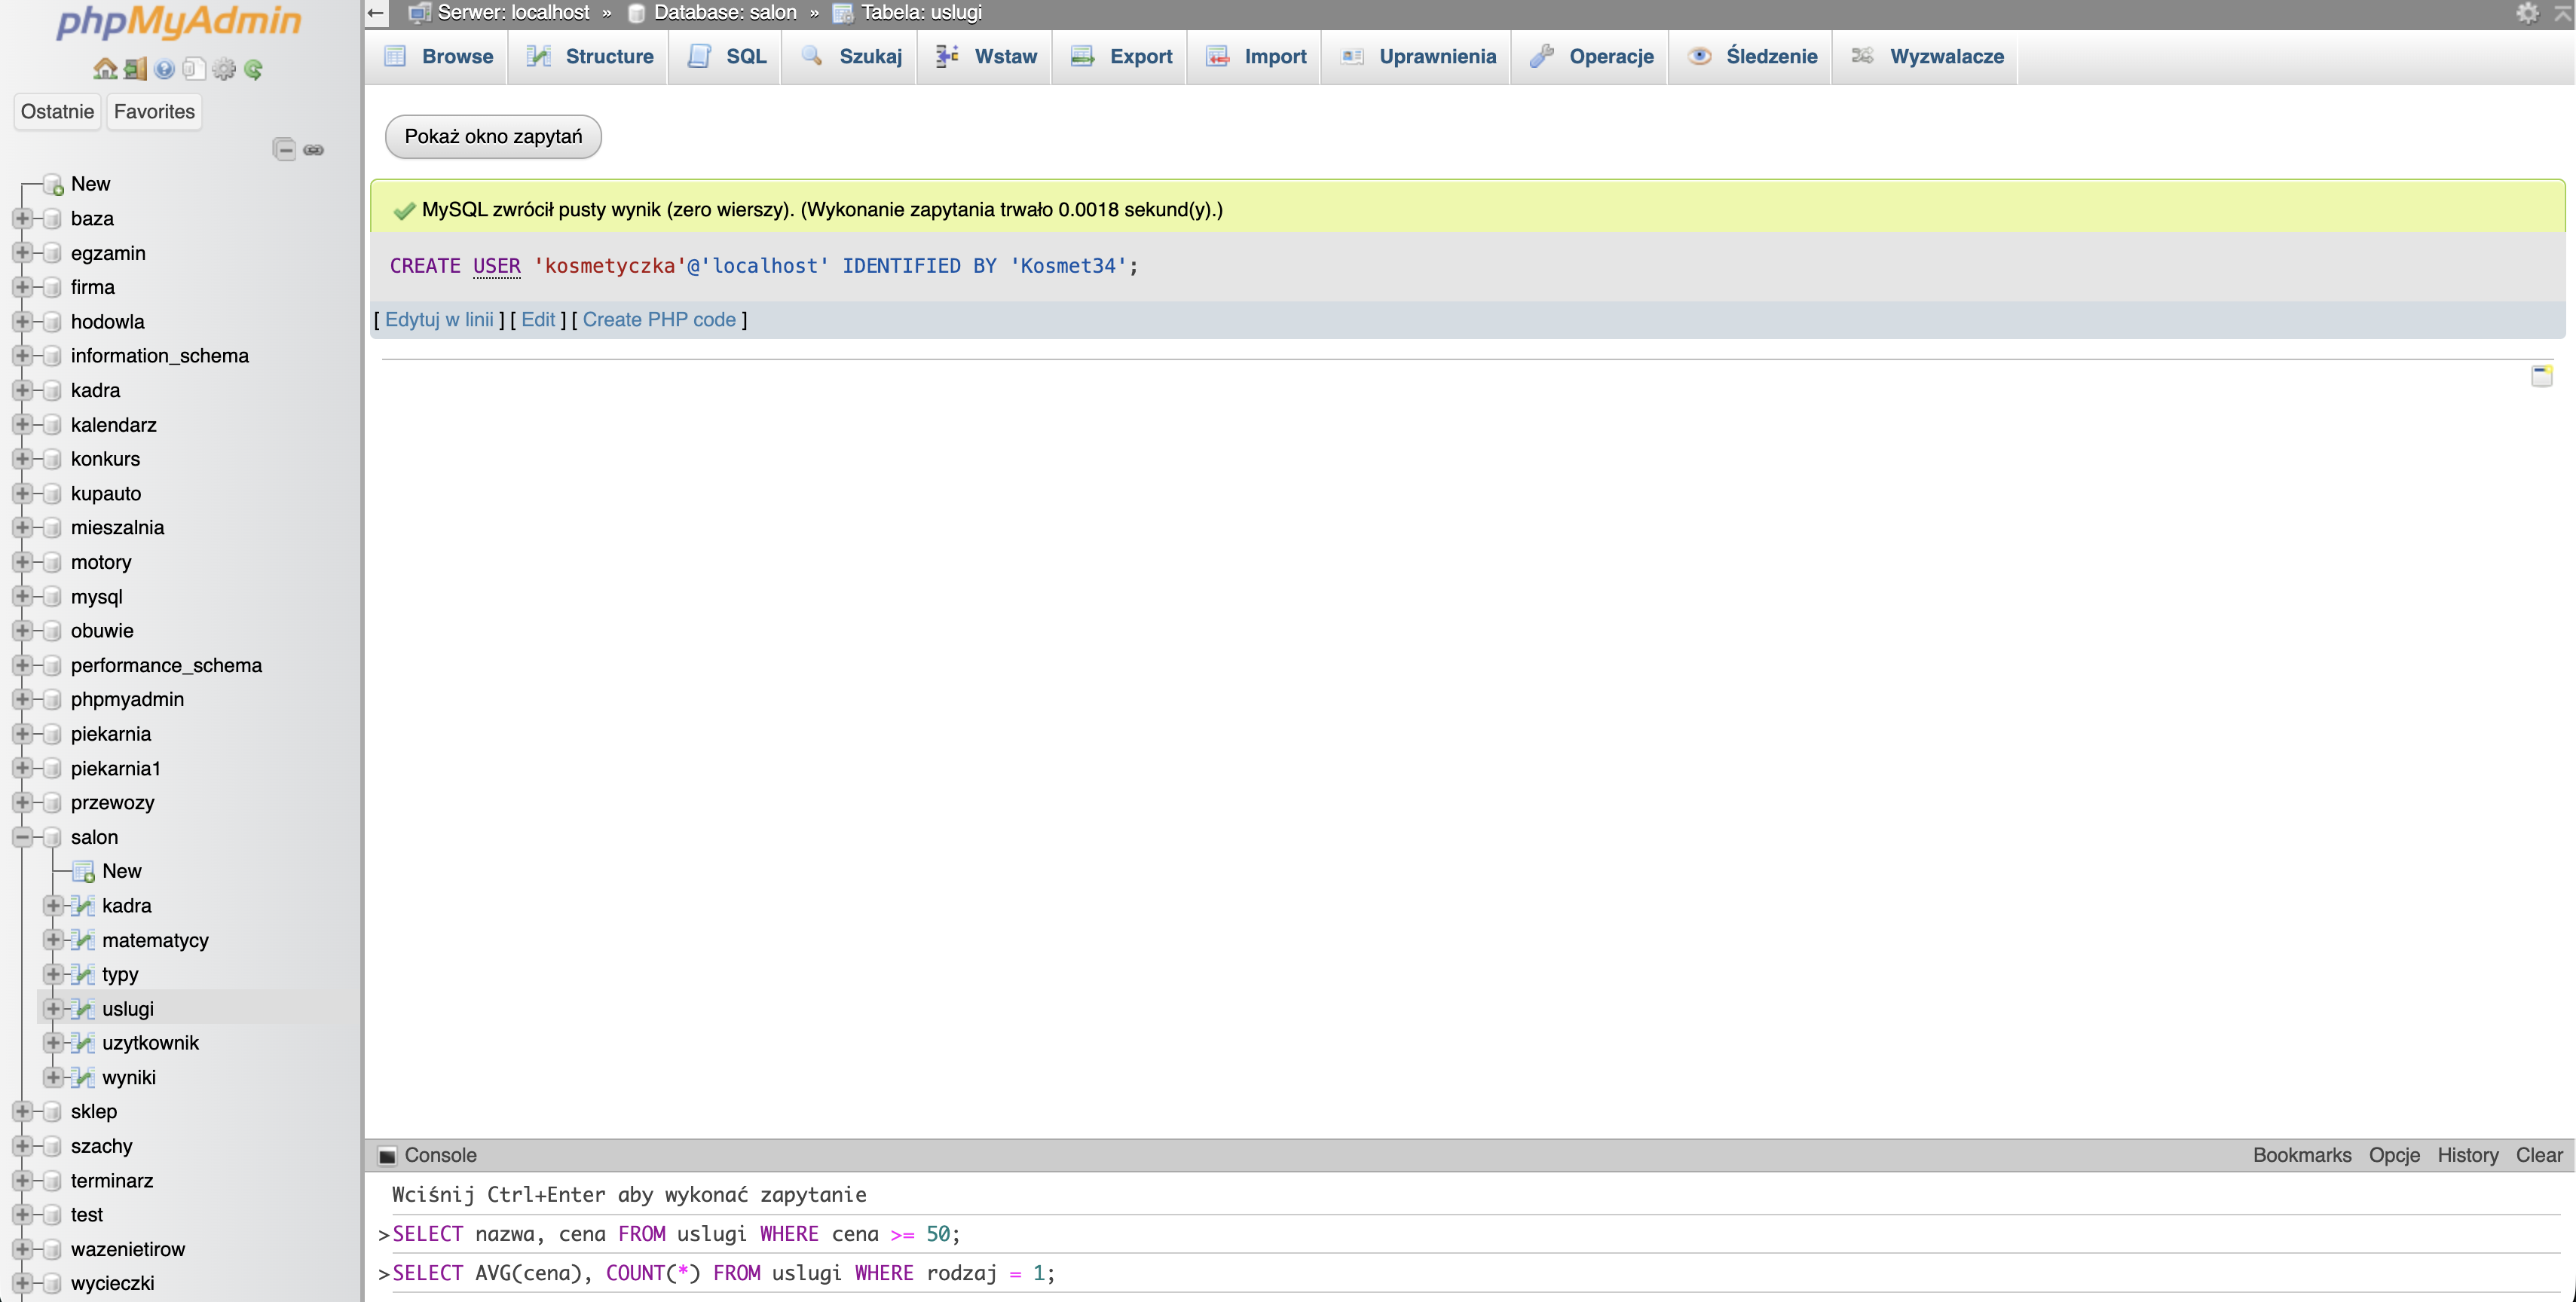 phpMyAdmin
Ostatnie Favorites
New
baza
egzamin
firma
hodowla
information_schema
kadra
kalendarz
konkurs
kupauto
mieszalnia
motory
mysql
obuwie
performance_schema
phpmyadmin
piekarnia
piekarnia1
przewozy
salon
New
kadra
matematycy
typy
uslugi
uzytkownik
wyniki
sklep
szachy
terminarz
test
wazenietirow
wycieczki
Serwer: localhost » Database: salon » Tabela: uslugi
Browse Structure SQL Szukaj Wstaw Export Import Uprawnienia Operacje Śledzenie Wyzwalacze
Pokaż okno zapytań
MySQL zwrócił pusty wynik (zero wierszy). (Wykonanie zapytania trwało 0.0018 sekund(y).)
CREATE USER 'kosmetyczka'@'localhost' IDENTIFIED BY 'Kosmet34';
[ Edytuj w linii ] [ Edit ] [ Create PHP code ]
Console Bookmarks Opcje History Clear
Wciśnij Ctrl+Enter aby wykonać zapytanie
>SELECT nazwa, cena FROM uslugi WHERE cena >= 50;
>SELECT AVG(cena), COUNT(*) FROM uslugi WHERE rodzaj = 1;